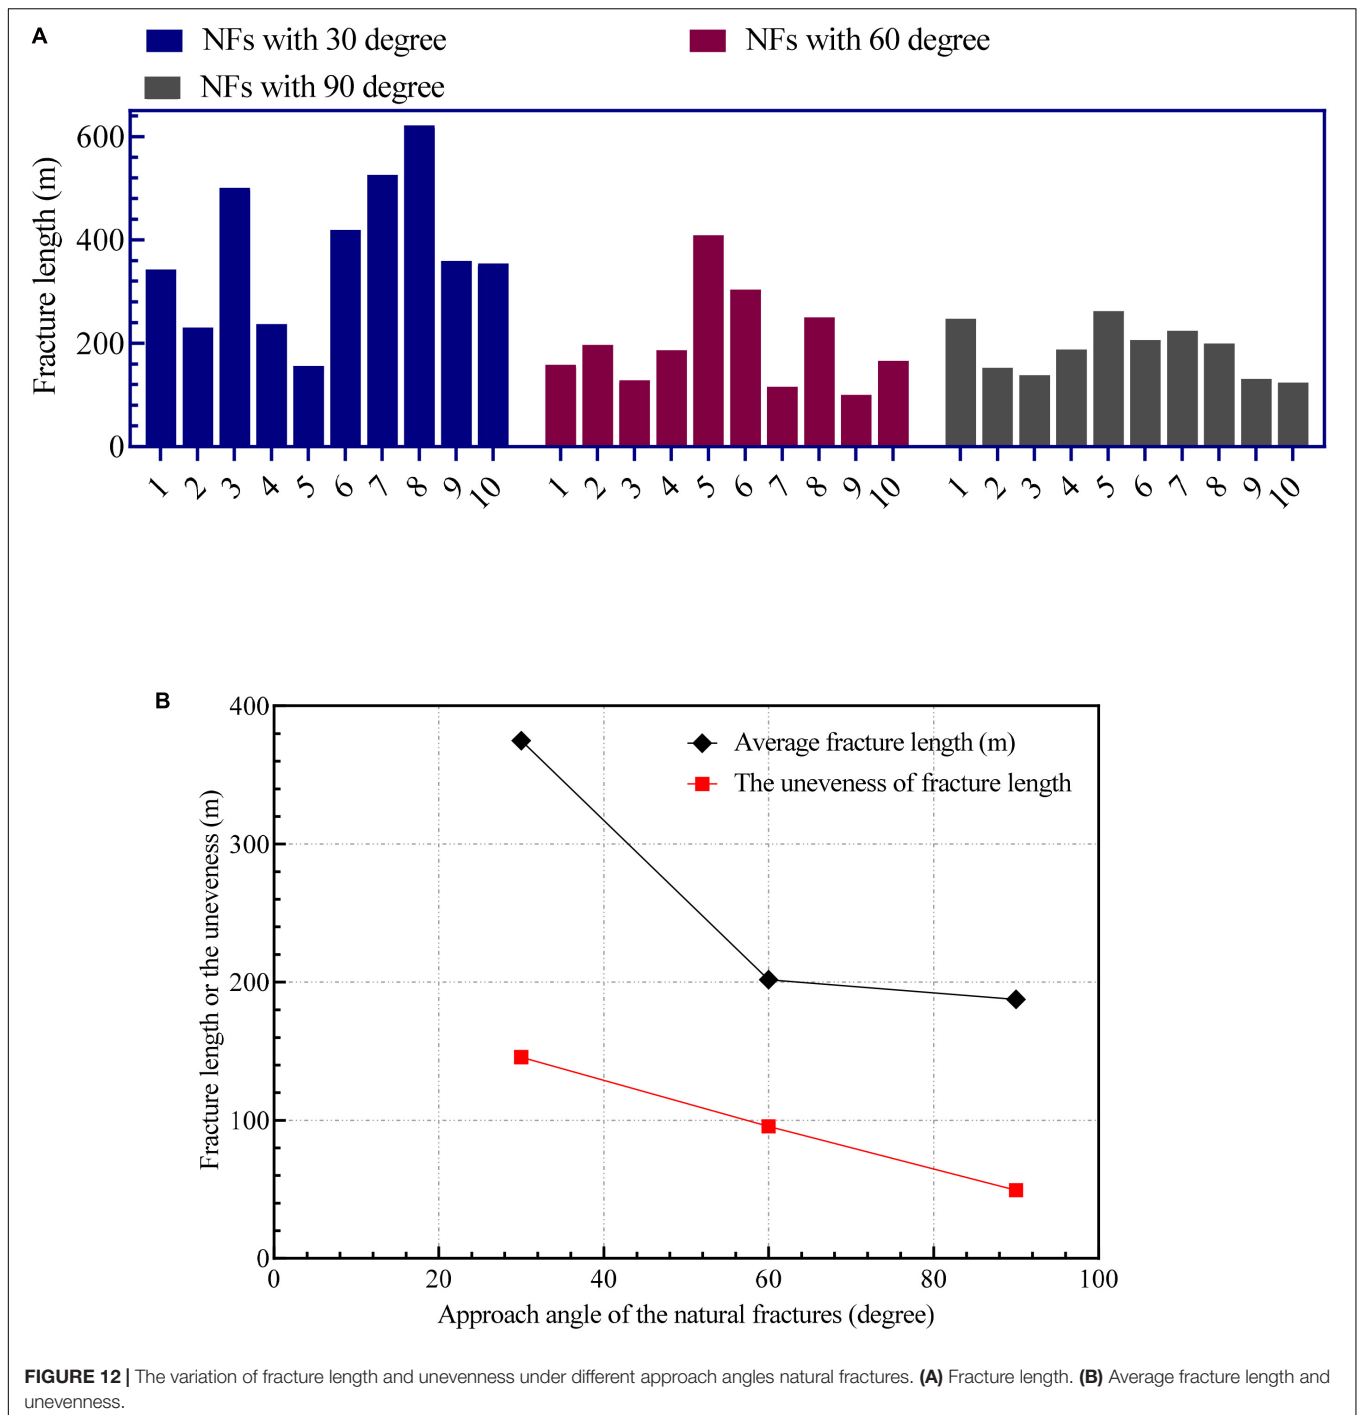 A
NFs with 30 degree
NFs with 60 degree
NFs with 90 degree
Fracture length (m)
600
400
200
0
1 2 3 4 5 6 7 8 9 10 1 2 3 4 5 6 7 8 9 10 1 2 3 4 5 6 7 8 9 10
B
Fracture length or the uneveness (m)
400
300
200
100
0
Average fracture length (m)
The uneveness of fracture length
0 20 40 60 80 100
Approach angle of the natural fractures (degree)
FIGURE 12 | The variation of fracture length and unevenness under different approach angles natural fractures. (A) Fracture length. (B) Average fracture length and
unevenness.